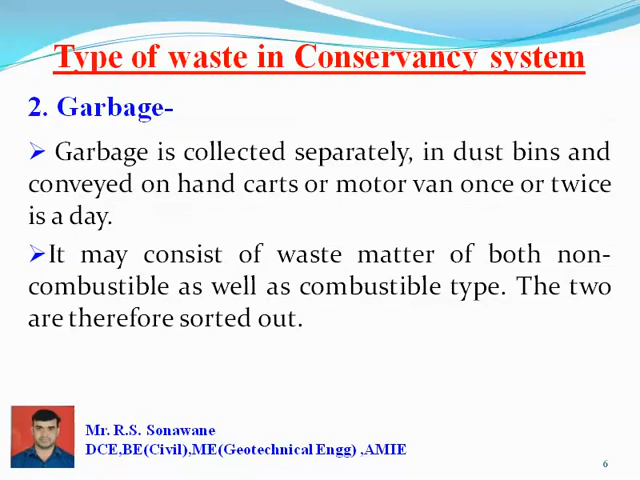 Type of waste in Conservancy system
2. Garbage-
➢ Garbage is collected separately, in dust bins and
conveyed on hand carts or motor van once or twice
is a day.
➢It may consist of waste matter of both non-
combustible as well as combustible type. The two
are therefore sorted out.
Mr. R.S. Sonawane
DCE,BE(Civil),ME(Geotechnical Engg) ,AMIE
6